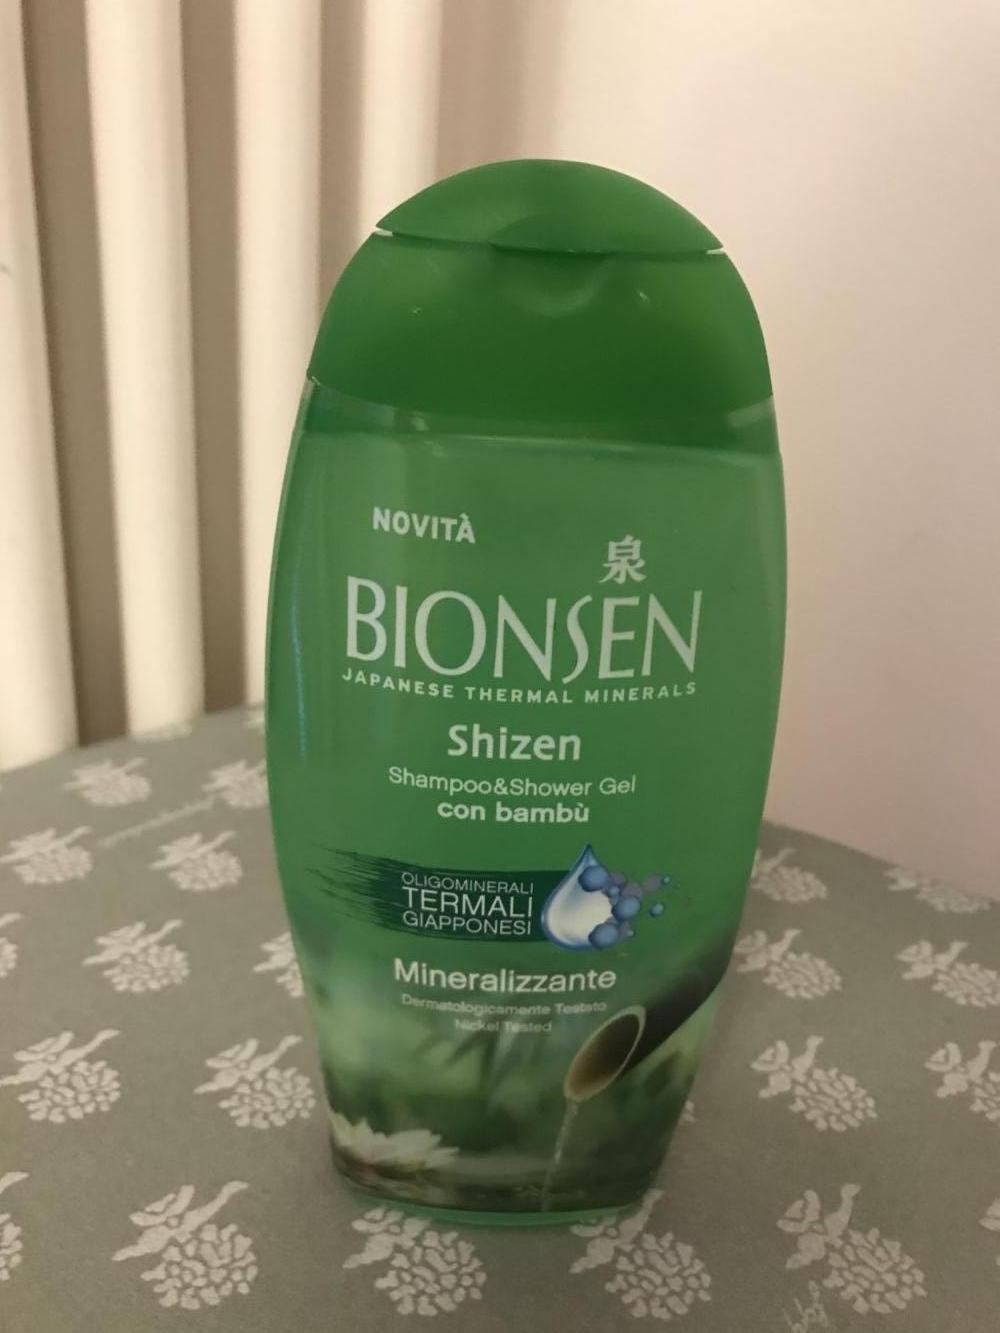 NOVITÀ
泉
BIONSEN
JAPANESE THERMAL MINERALS
Shizen
Shampoo&Shower Gel
con bambù
OLIGOMINERALI
TERMALI
GIAPPONESI
Mineralizzante
Dermatologicamente Testato
Nickel Tested